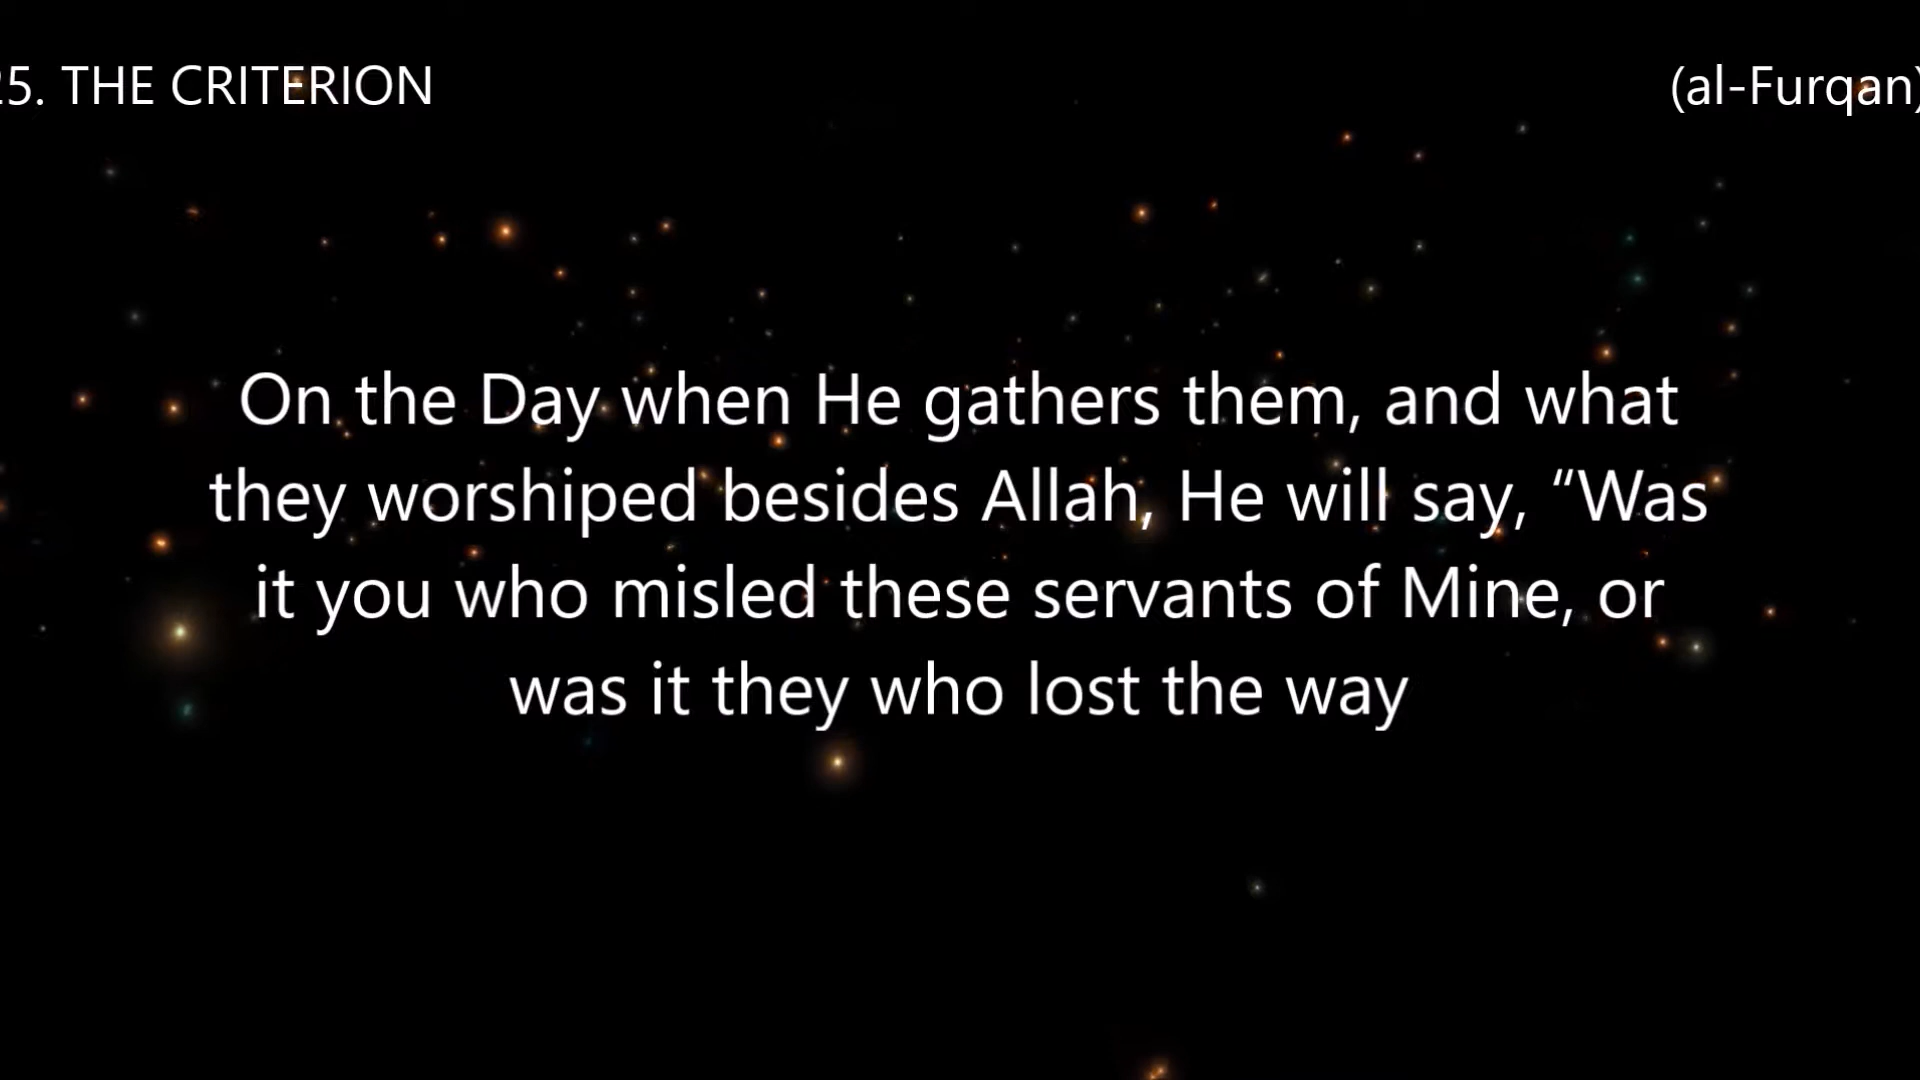 25. THE CRITERION
(al-Furqan)
On the Day when He gathers them, and what
they worshiped besides Allah, He will say, “Was
it you who misled these servants of Mine, or
was it they who lost the way